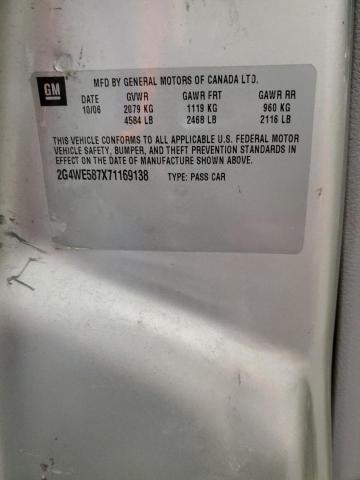 GM
MFD BY GENERAL MOTORS OF CANADA LTD.
DATE GVWR GAWR FRT GAWR RR
10/06 2079 KG 1119 KG 960 KG
4584 LB 2468 LB 2116 LB
THIS VEHICLE CONFORMS TO ALL APPLICABLE U.S. FEDERAL MOTOR
VEHICLE SAFETY, BUMPER, AND THEFT PREVENTION STANDARDS IN
EFFECT ON THE DATE OF MANUFACTURE SHOWN ABOVE.
2G4WE587X71169138 TYPE: PASS CAR